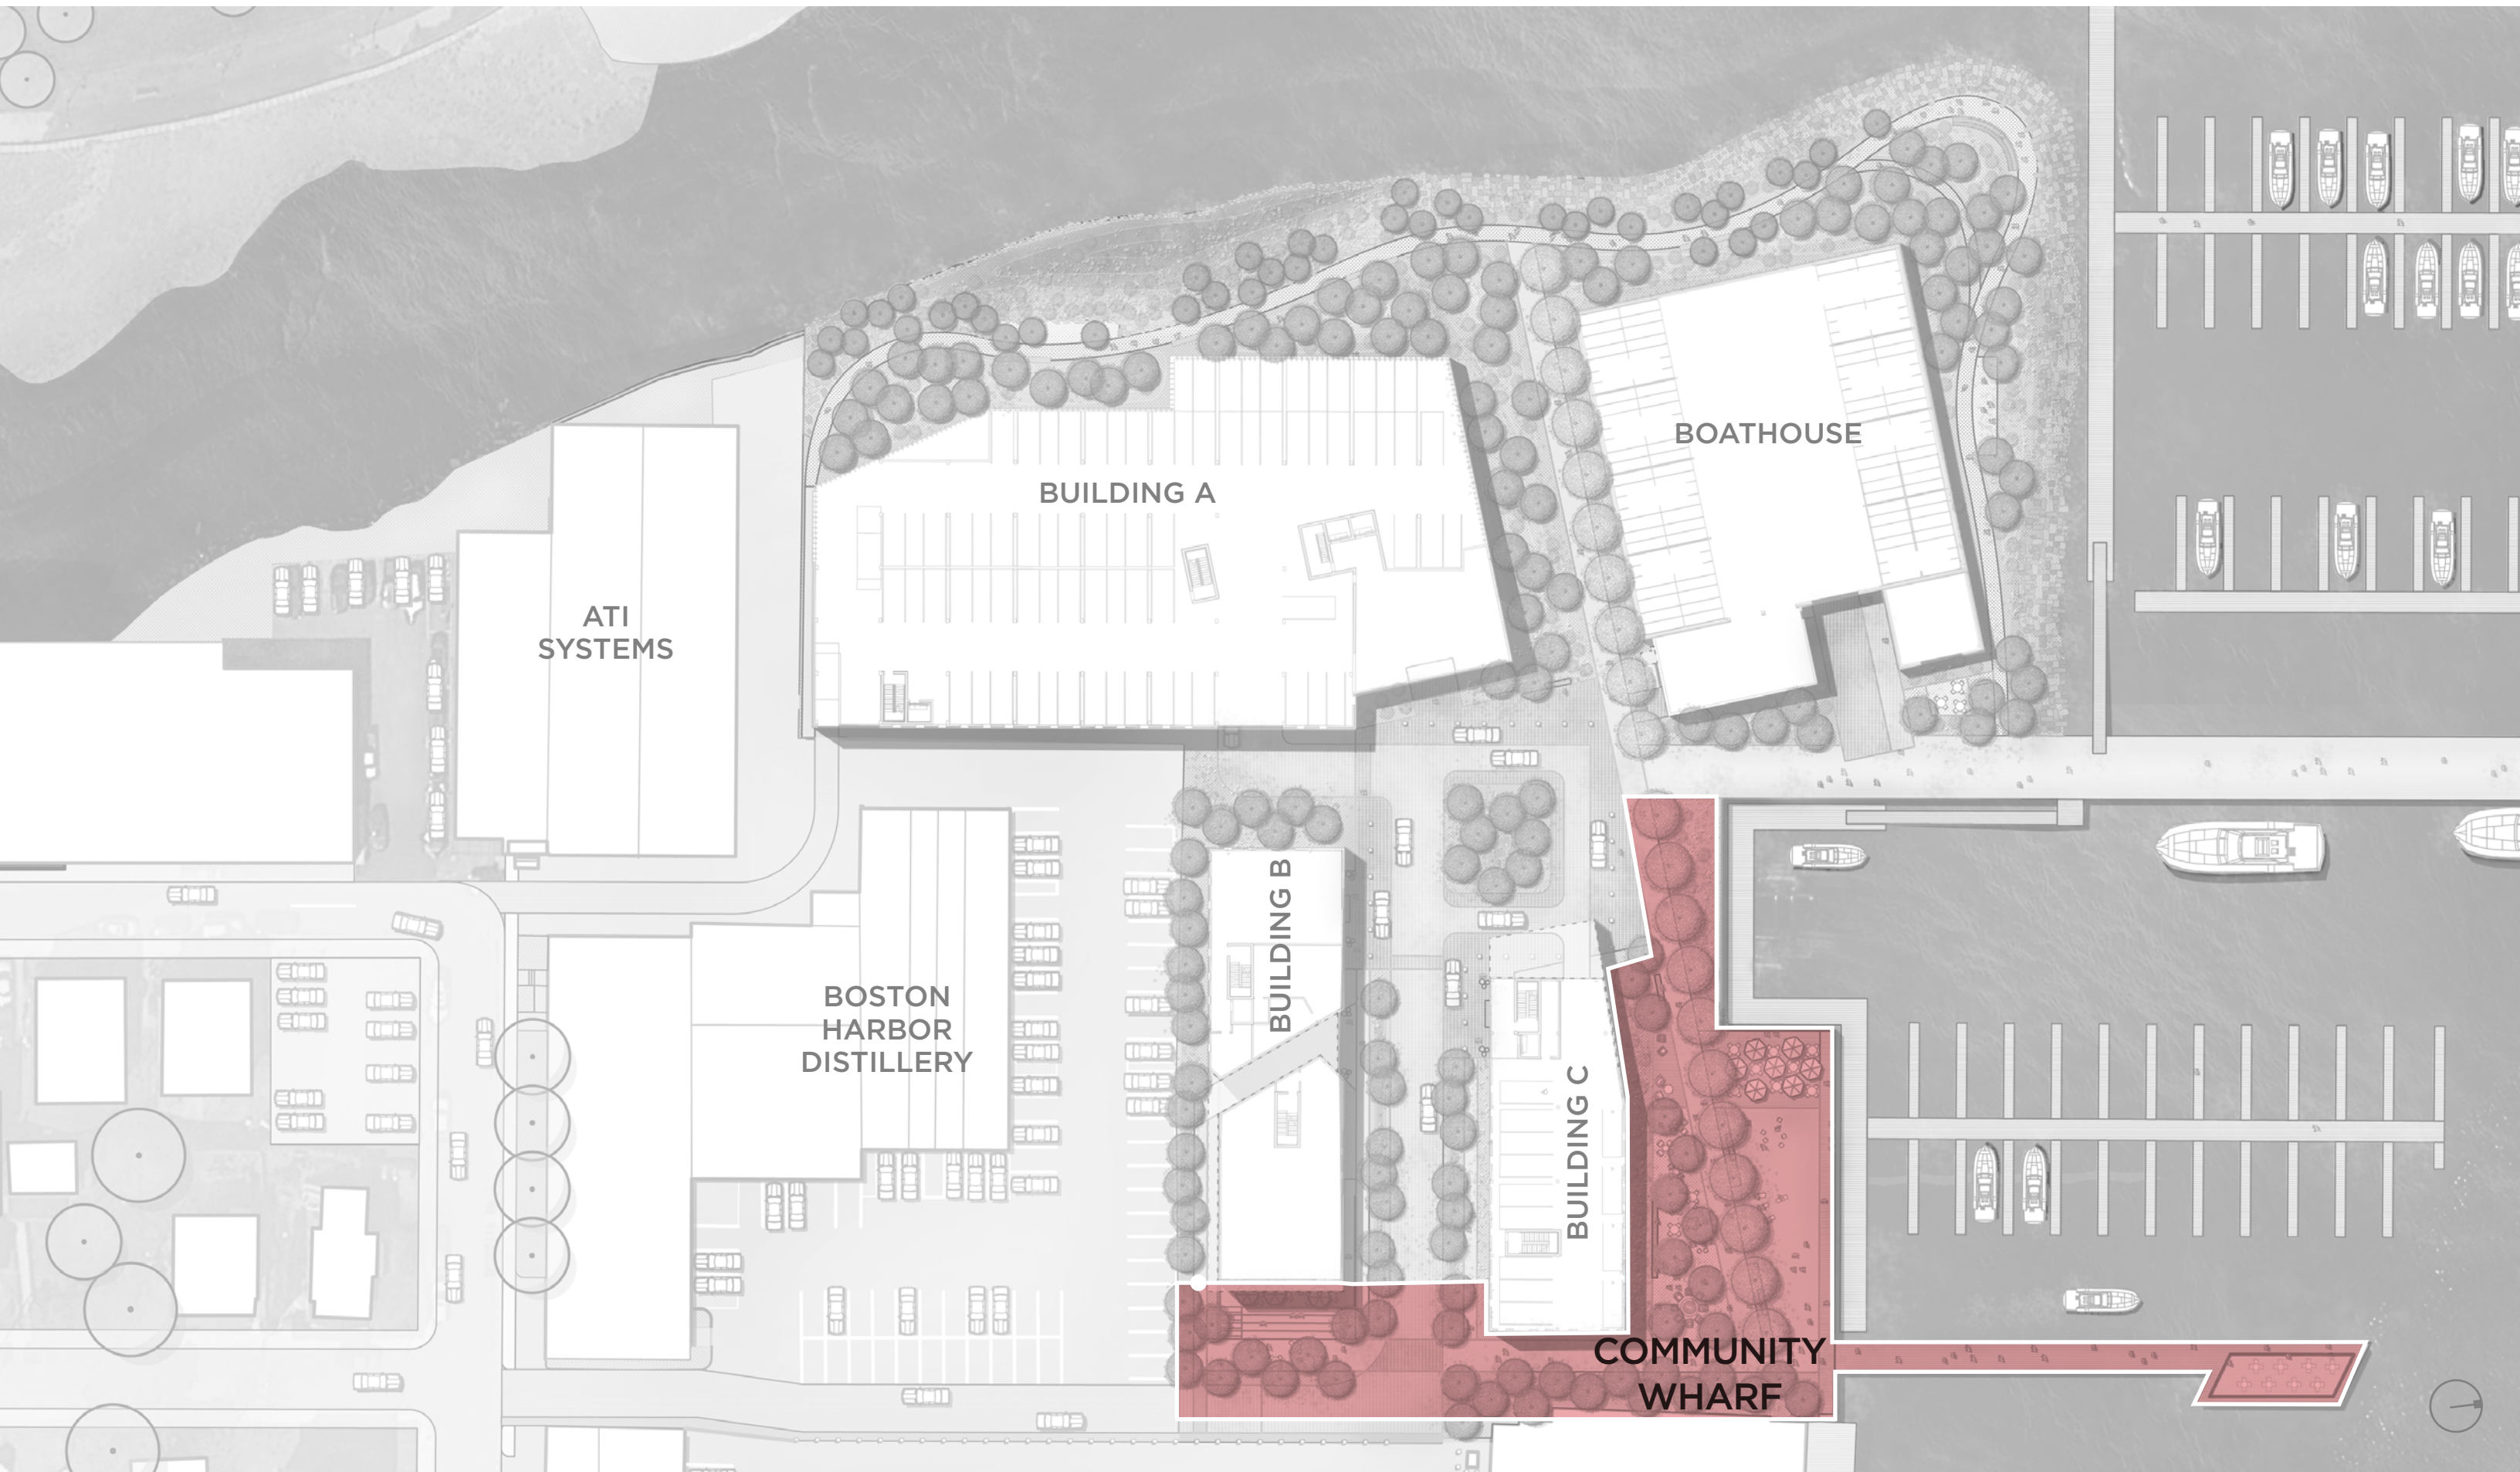 BOATHOUSE
BUILDING A
ATI
SYSTEMS
BUILDING B
BOSTON
HARBOR
DISTILLERY
BUILDING C
COMMUNITY
WHARF